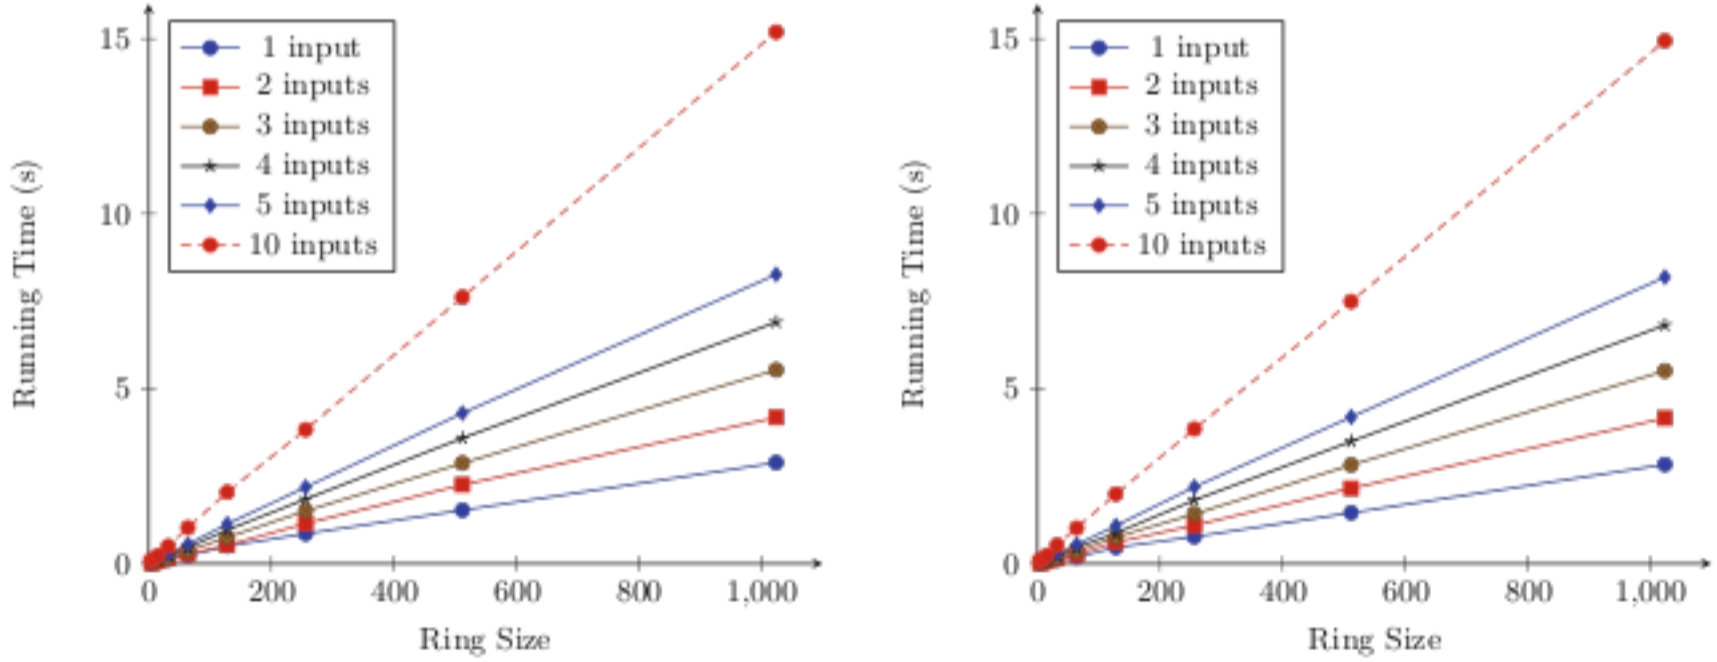 15
10
5
0
Running Time (s)
1 input
2 inputs
3 inputs
4 inputs
5 inputs
10 inputs
0 200 400 600 800 1,000
Ring Size
15
10
5
0
Running Time (s)
1 input
2 inputs
3 inputs
4 inputs
5 inputs
10 inputs
0 200 400 600 800 1,000
Ring Size